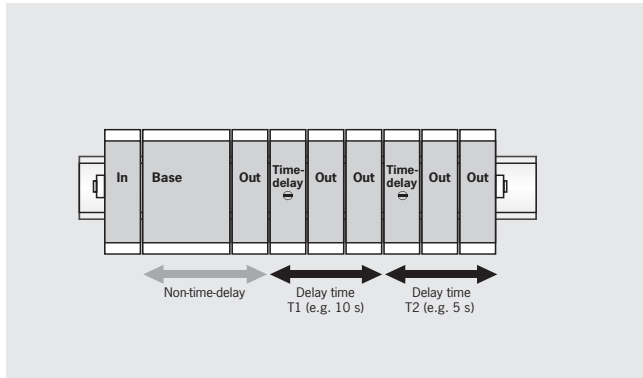 In Base Out Time- Out Out Time- Out Out
delay delay
Non-time-delay Delay time Delay time
T1 (e.g. 10 s) T2 (e.g. 5 s)